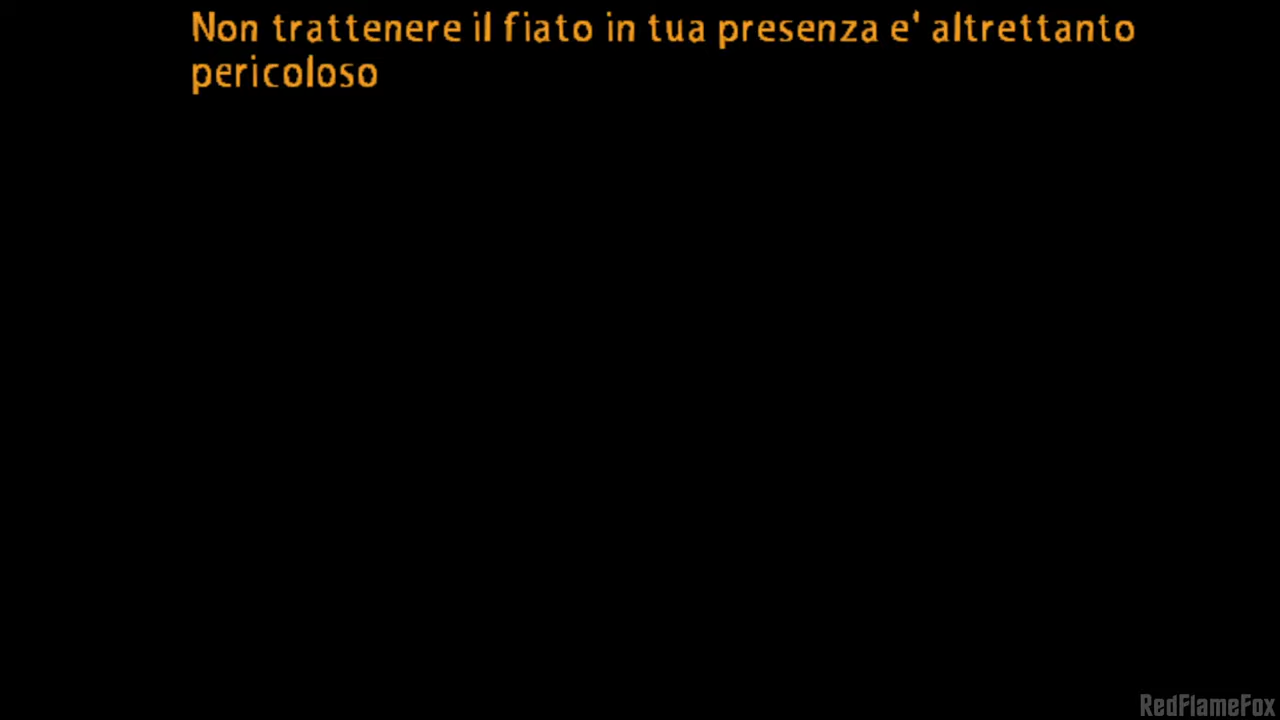 Non trattenere il fiato in tua presenza e' altrettanto
pericoloso
RedFlameFox